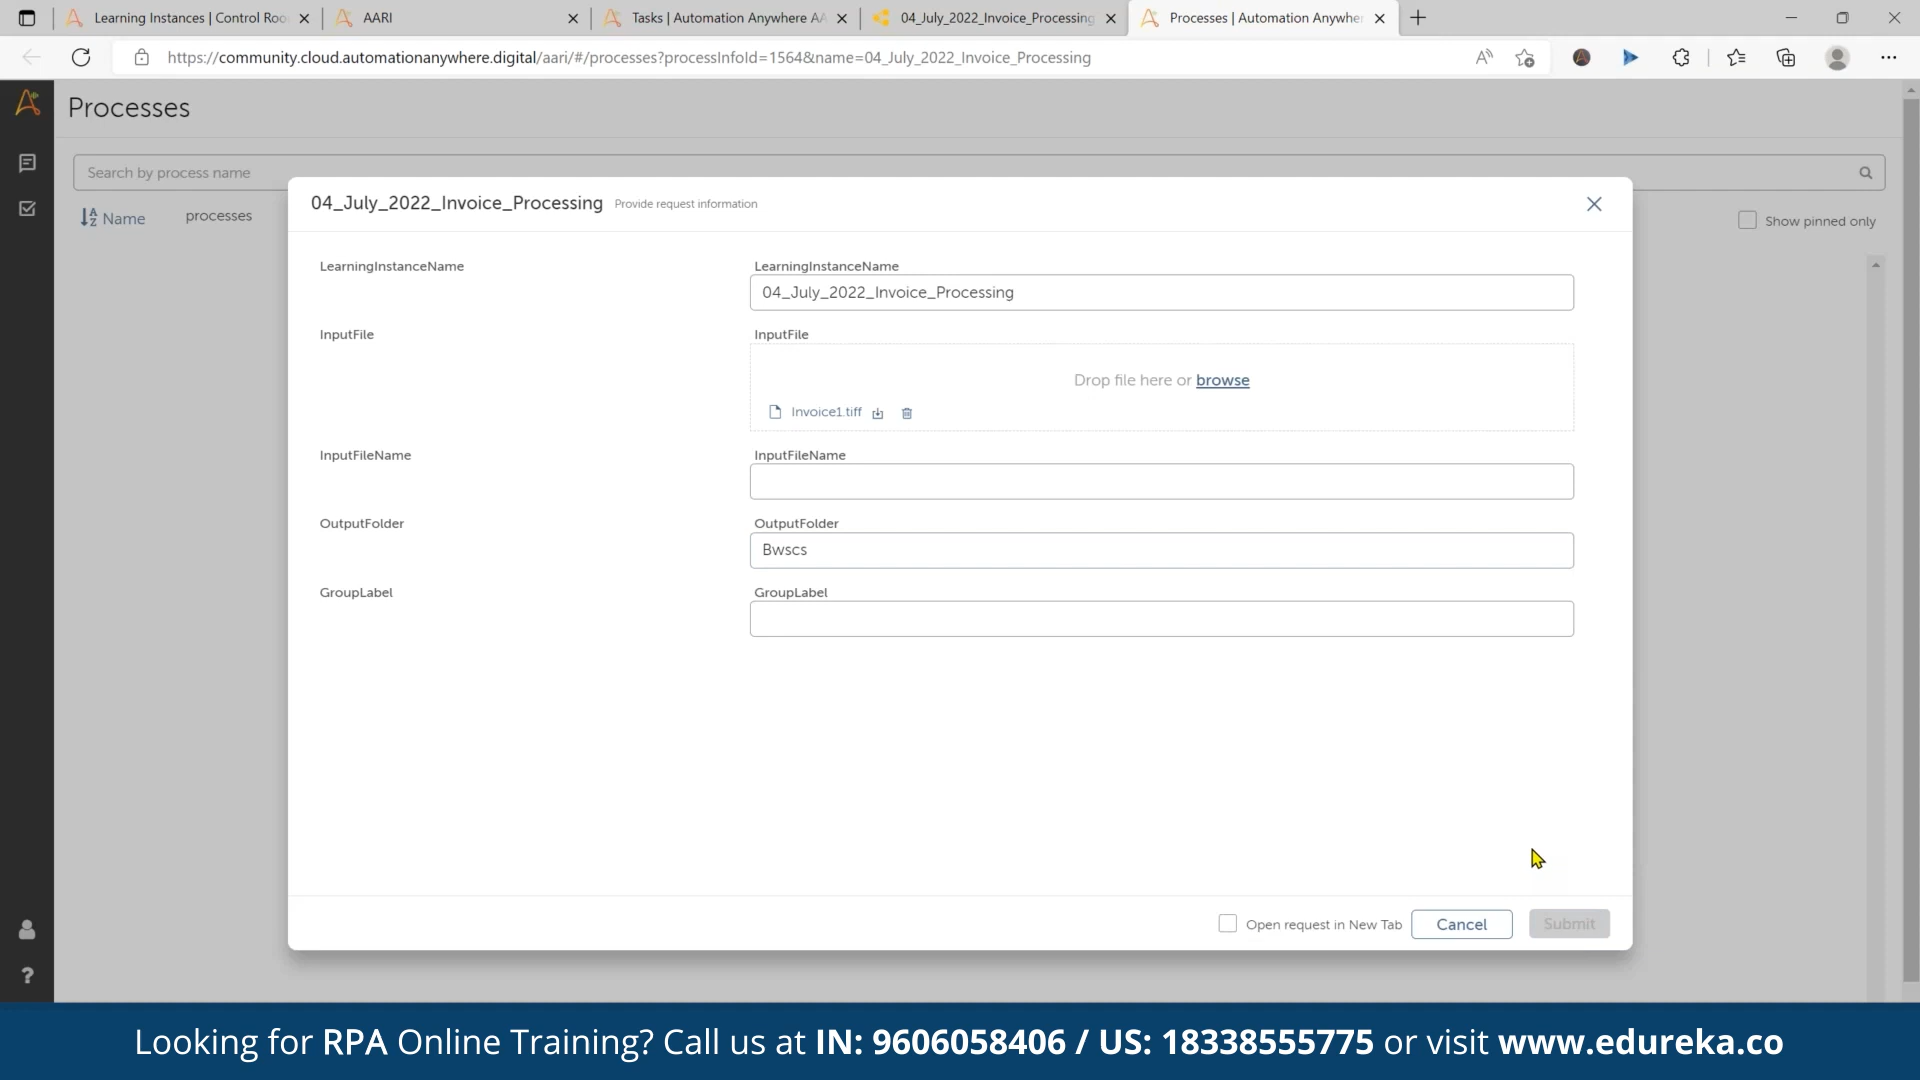 Learning Instances | Control Roo
AARI
Tasks | Automation Anywhere AA
04_July_2022_Invoice_Processing
Processes | Automation Anywher
https://community.cloud.automationanywhere.digital/aari/#/processes?processInfoId=1564&name=04_July_2022_Invoice_Processing
Processes
Search by process name
Name
processes
Show pinned only
04_July_2022_Invoice_Processing Provide request information
LearningInstanceName
LearningInstanceName
04_July_2022_Invoice_Processing
InputFile
InputFile
Drop file here or browse
Invoice1.tiff
InputFileName
InputFileName
OutputFolder
OutputFolder
Bwscs
GroupLabel
GroupLabel
Open request in New Tab
Cancel
Submit
Looking for RPA Online Training? Call us at IN: 9606058406 / US: 18338555775 or visit www.edureka.co